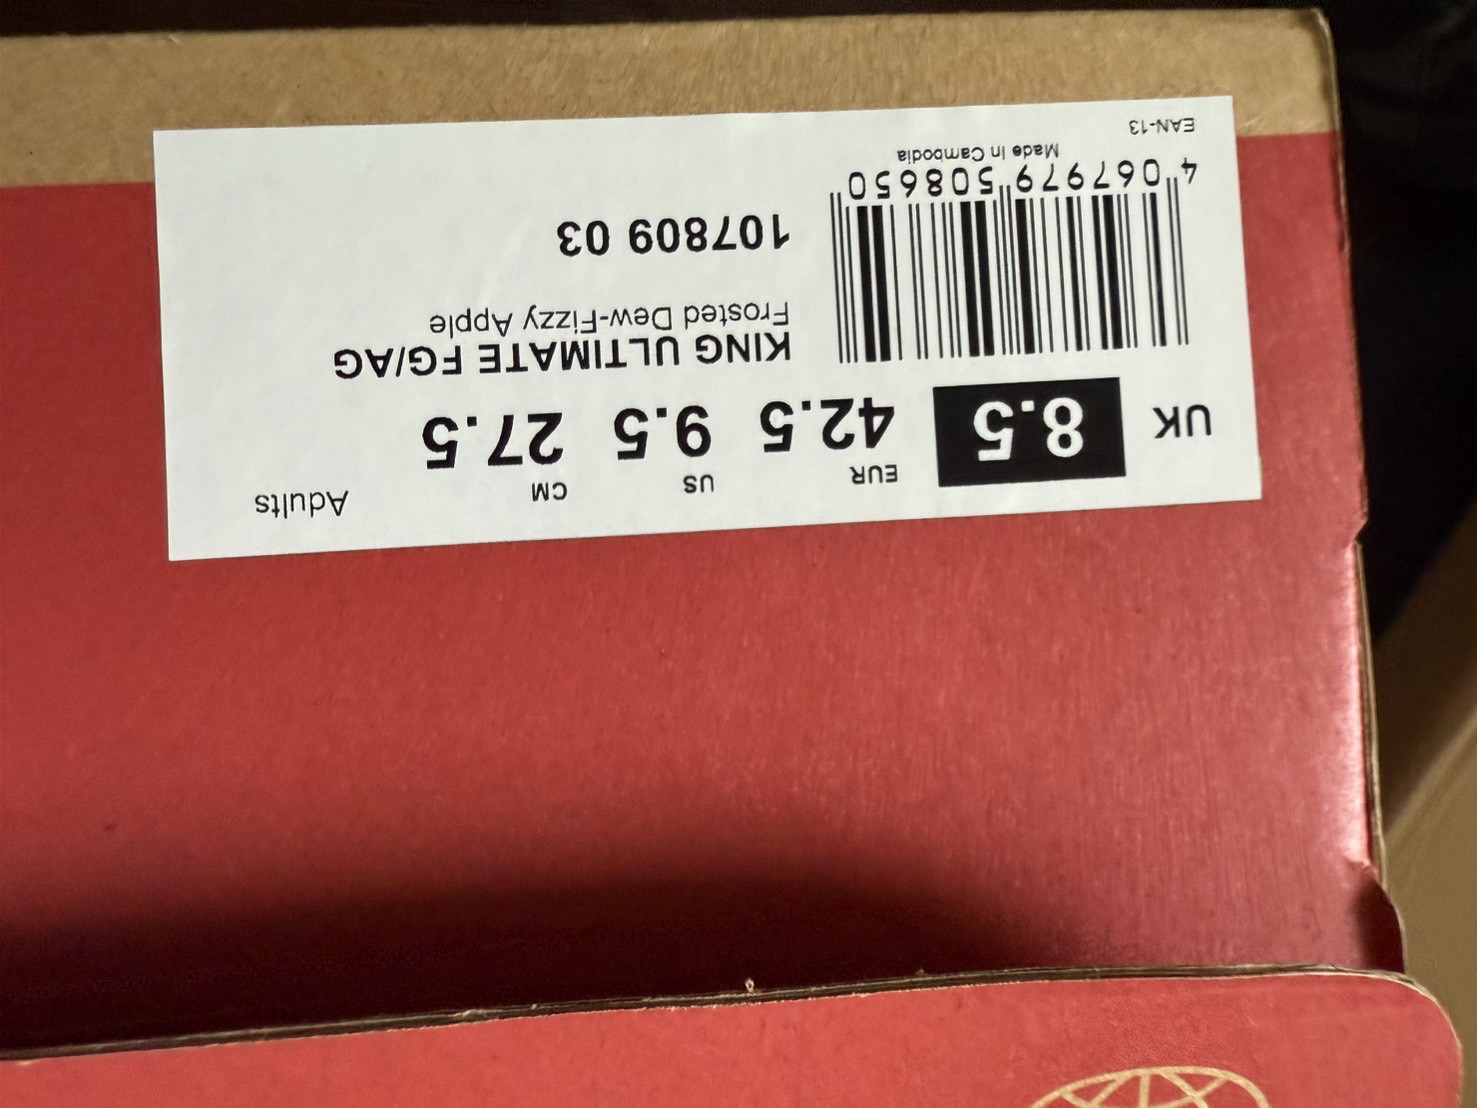 Adults
UK 8.5
EUR 42.5
US 9.5
CM 27.5
KING ULTIMATE FG/AG
Frosted Dew-Fizzy Apple
107809 03
4 067979 508650
Made In Cambodia
EAN-13